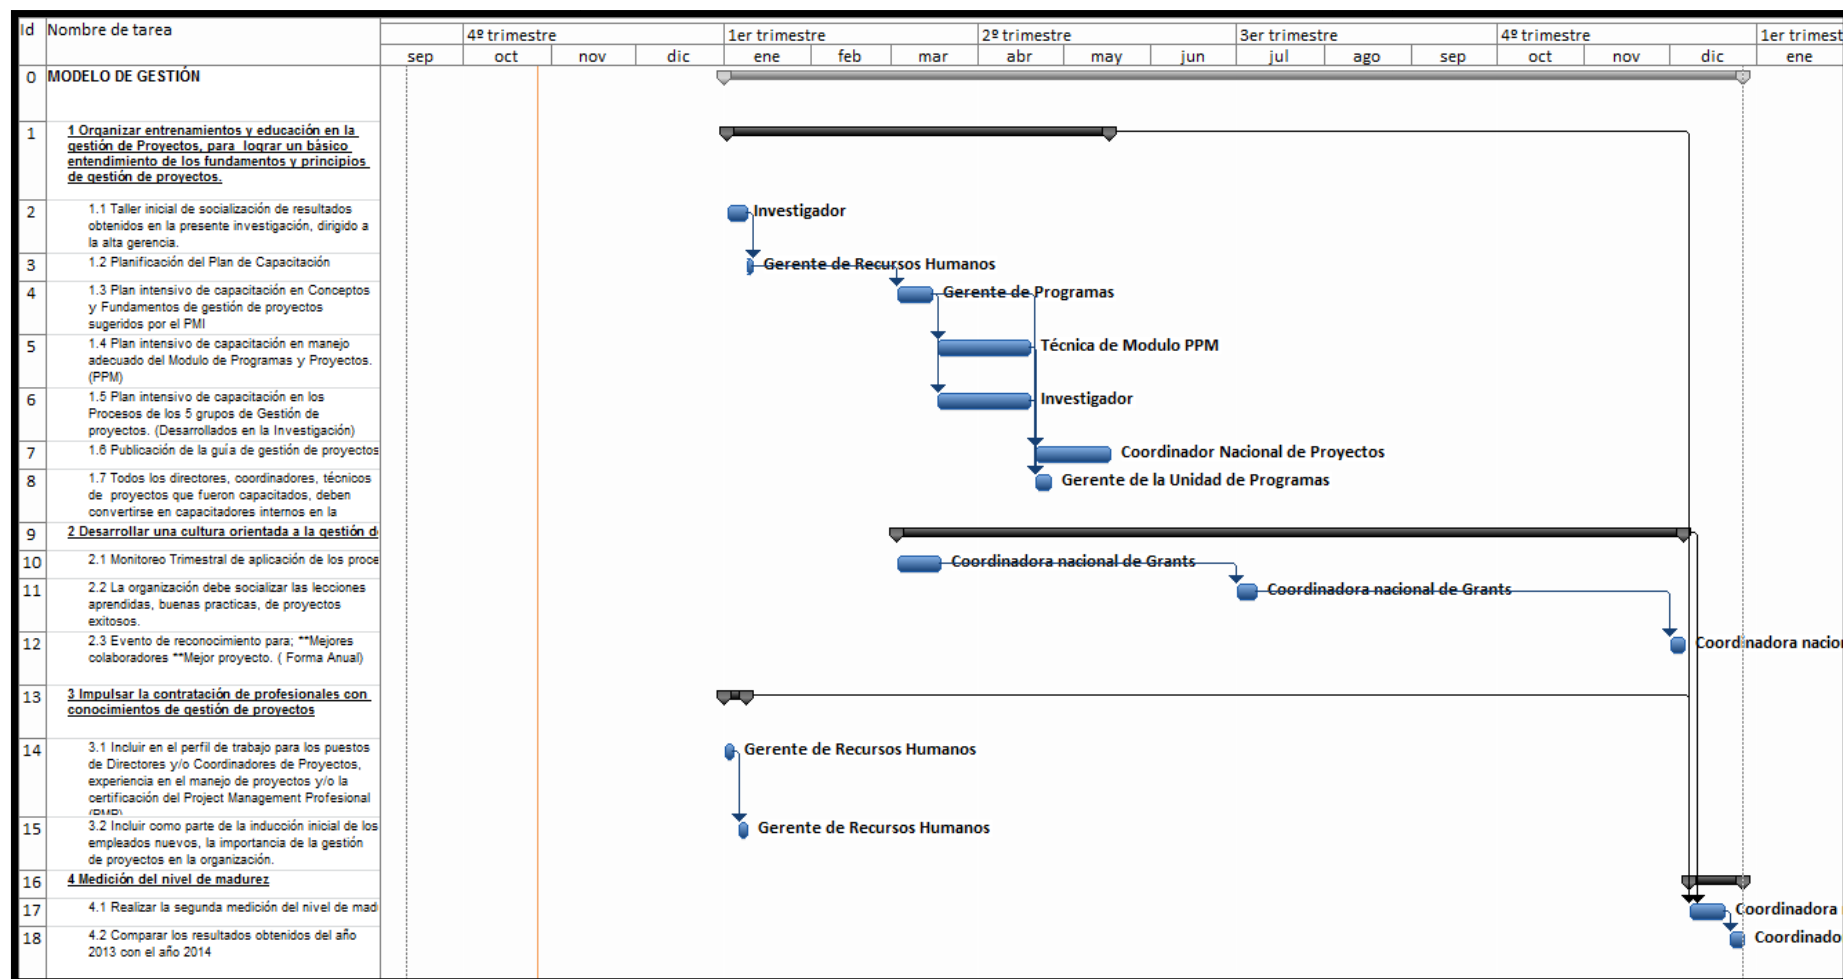 Id Nombre de tarea
4º trimestre 1er trimestre 2º trimestre 3er trimestre 4º trimestre 1er trimest
sep oct nov dic ene feb mar abr may jun jul ago sep oct nov dic ene
0 MODELO DE GESTIÓN
1 1 Organizar entrenamientos y educación en la
gestión de Proyectos, para lograr un básico
entendimiento de los fundamentos y principios
de gestión de proyectos.
2 1.1 Taller inicial de socialización de resultados
obtenidos en la presente investigación, dirigido a
la alta gerencia.
Investigador
3 1.2 Planificación del Plan de Capacitación
Gerente de Recursos Humanos
4 1.3 Plan intensivo de capacitación en Conceptos
y Fundamentos de gestión de proyectos
sugeridos por el PMI
Gerente de Programas
5 1.4 Plan intensivo de capacitación en manejo
adecuado del Modulo de Programas y Proyectos.
(PPM)
Técnica de Modulo PPM
6 1.5 Plan intensivo de capacitación en los
Procesos de los 5 grupos de Gestión de
proyectos. (Desarrollados en la Investigación)
Investigador
7 1.6 Publicación de la guía de gestión de proyectos
Coordinador Nacional de Proyectos
8 1.7 Todos los directores, coordinadores, técnicos
de proyectos que fueron capacitados, deben
convertirse en capacitadores internos en la
Gerente de la Unidad de Programas
9 2 Desarrollar una cultura orientada a la gestión d
10 2.1 Monitoreo Trimestral de aplicación de los proce
Coordinadora nacional de Grants
11 2.2 La organización debe socializar las lecciones
aprendidas, buenas practicas, de proyectos
exitosos.
Coordinadora nacional de Grants
12 2.3 Evento de reconocimiento para; **Mejores
colaboradores **Mejor proyecto. ( Forma Anual)
Coordinadora nacion
13 3 Impulsar la contratación de profesionales con
conocimientos de gestión de proyectos
14 3.1 Incluir en el perfil de trabajo para los puestos
de Directores y/o Coordinadores de Proyectos,
experiencia en el manejo de proyectos y/o la
certificación del Project Management Profesional
(PMP)
Gerente de Recursos Humanos
15 3.2 Incluir como parte de la inducción inicial de los
empleados nuevos, la importancia de la gestión
de proyectos en la organización.
Gerente de Recursos Humanos
16 4 Medición del nivel de madurez
17 4.1 Realizar la segunda medición del nivel de mad
Coordinadora
18 4.2 Comparar los resultados obtenidos del año
2013 con el año 2014
Coordinado